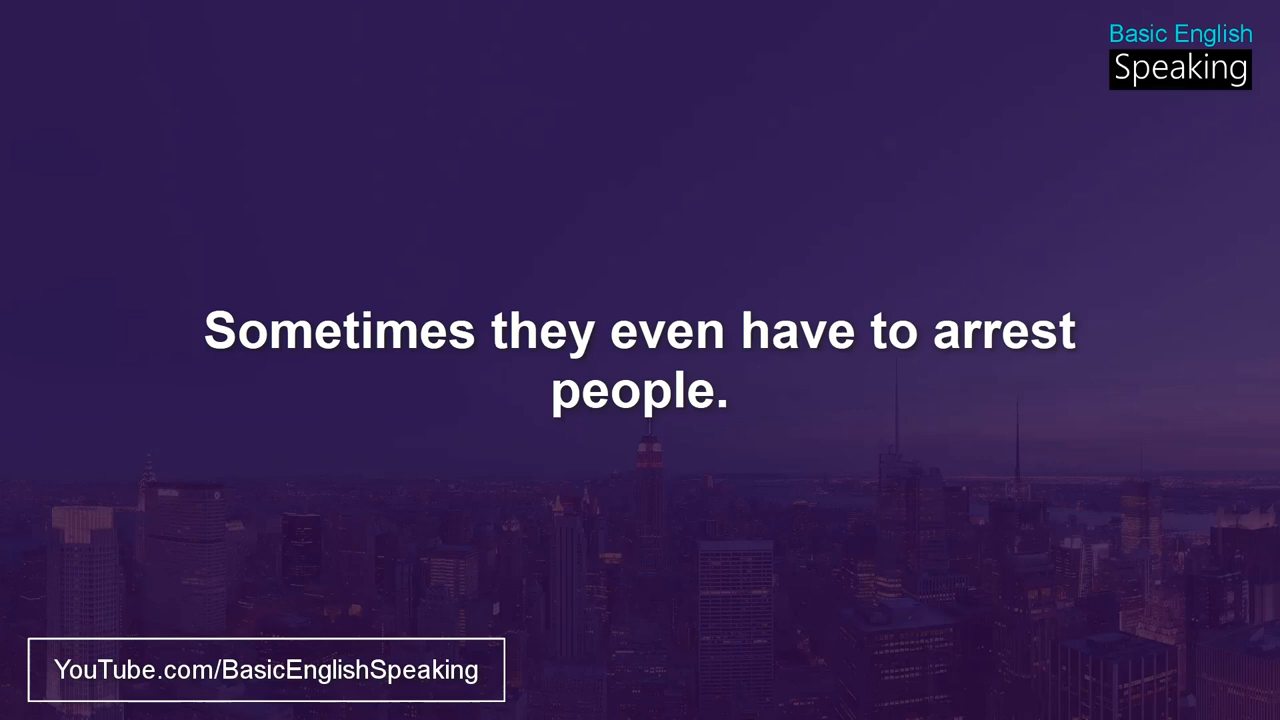 Basic English
Speaking
Sometimes they even have to arrest
people.
YouTube.com/BasicEnglishSpeaking